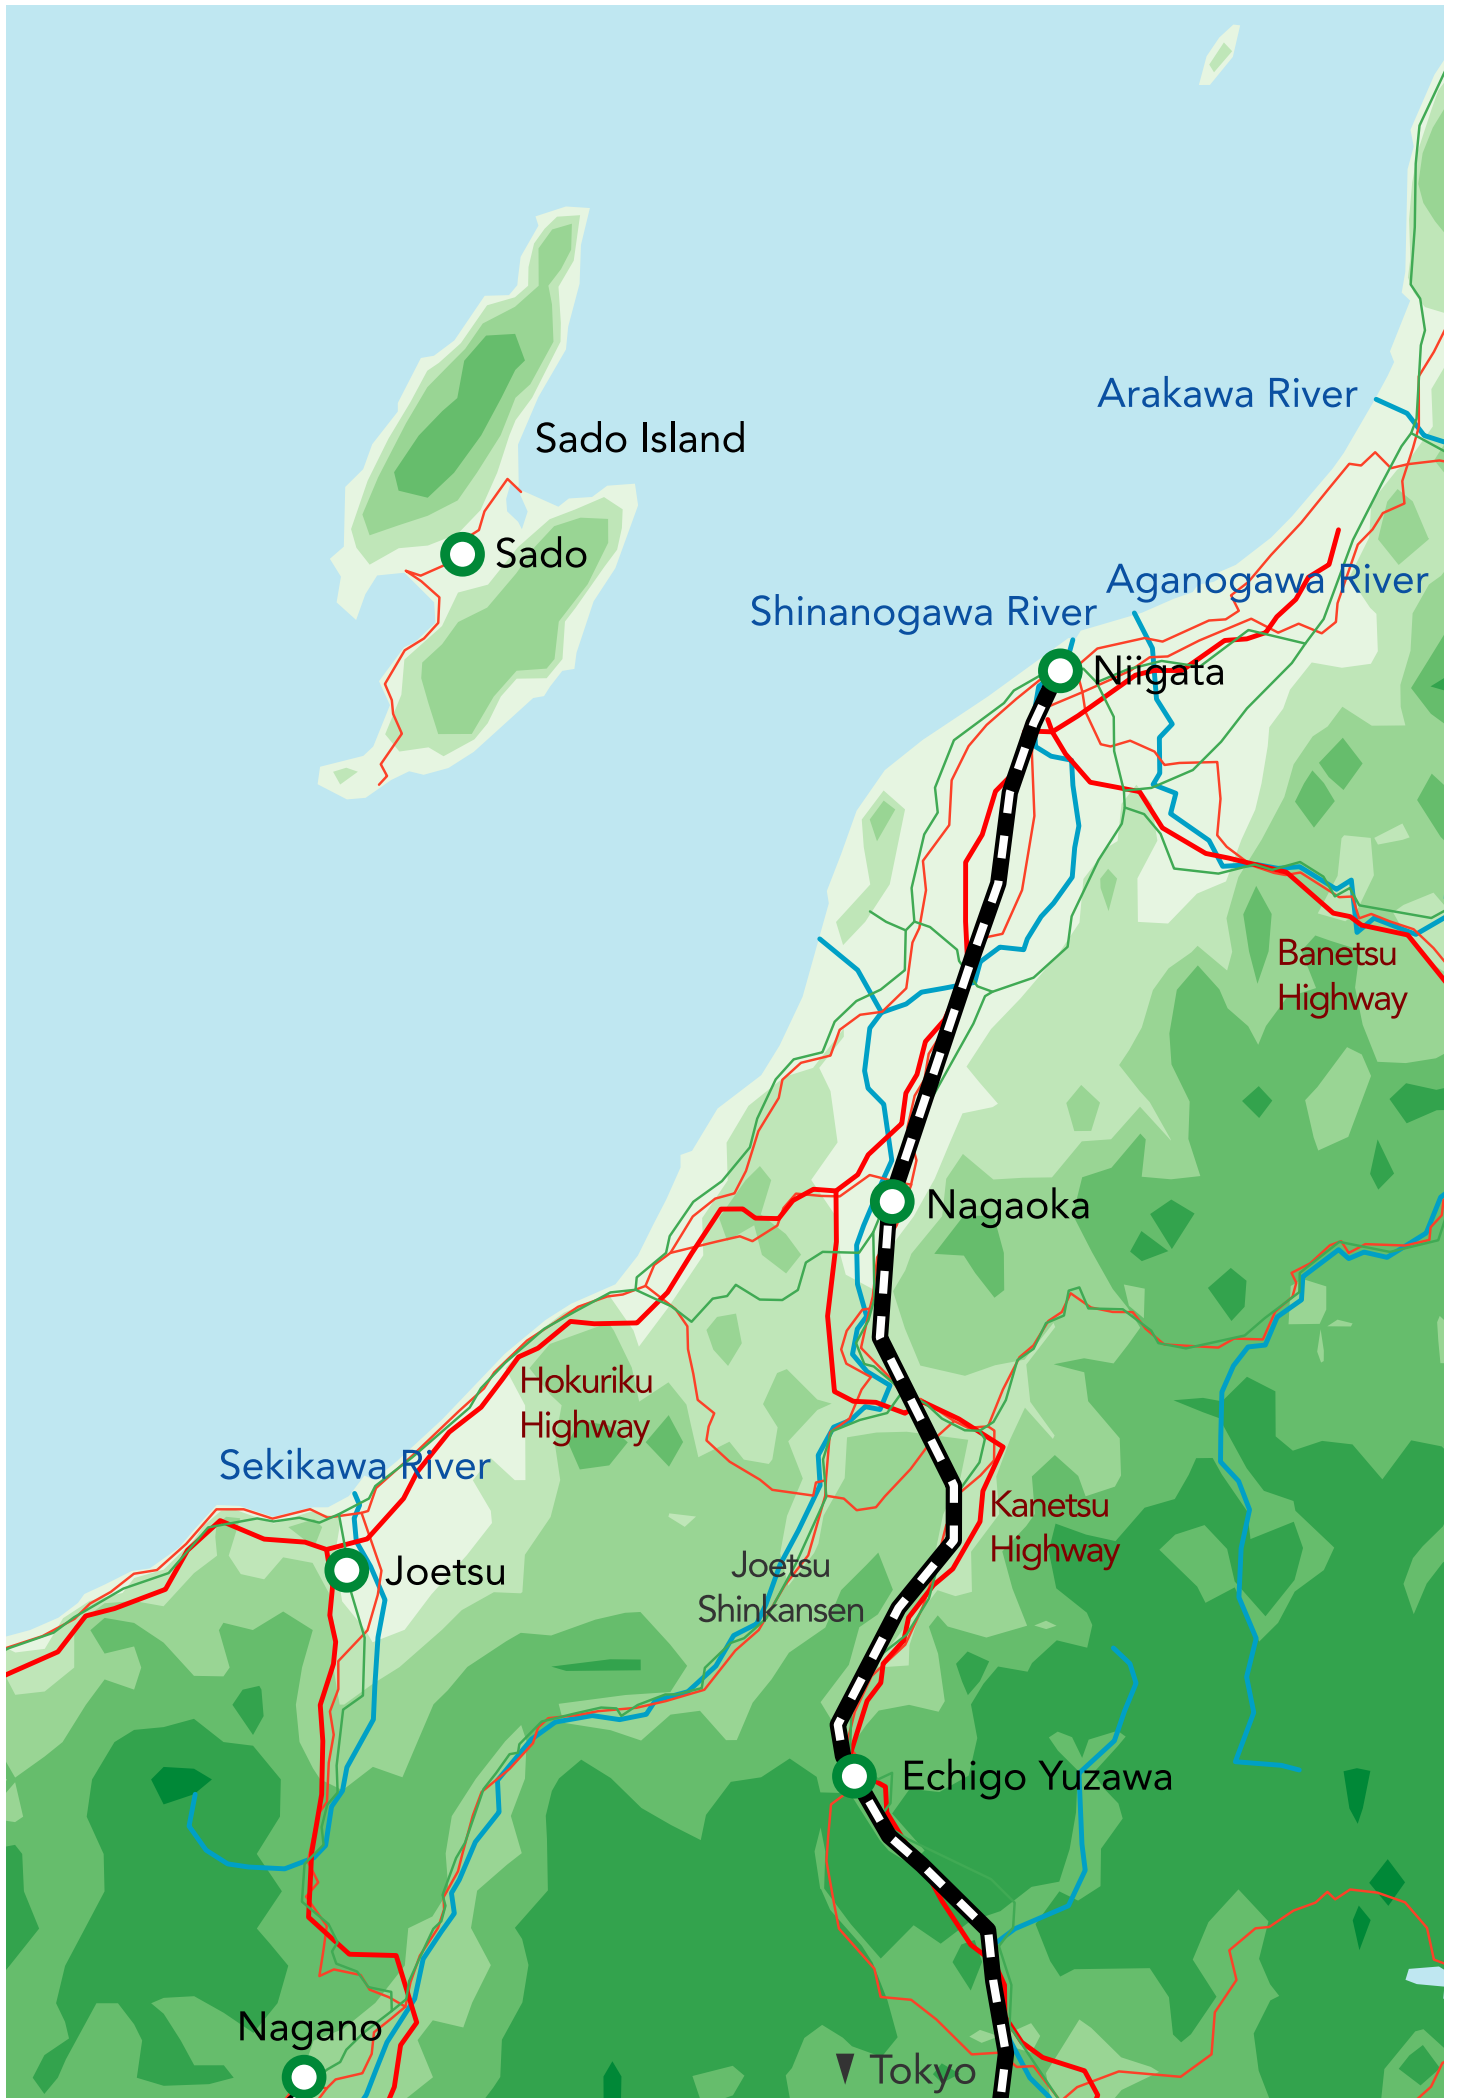 Arakawa River
Sado Island
Sado
Aganogawa River
Shinanogawa River
Niigata
Banetsu
Highway
Nagaoka
Hokuriku
Highway
Sekikawa River
Kanetsu
Highway
Joetsu
Joetsu
Shinkansen
Echigo Yuzawa
Nagano
Tokyo